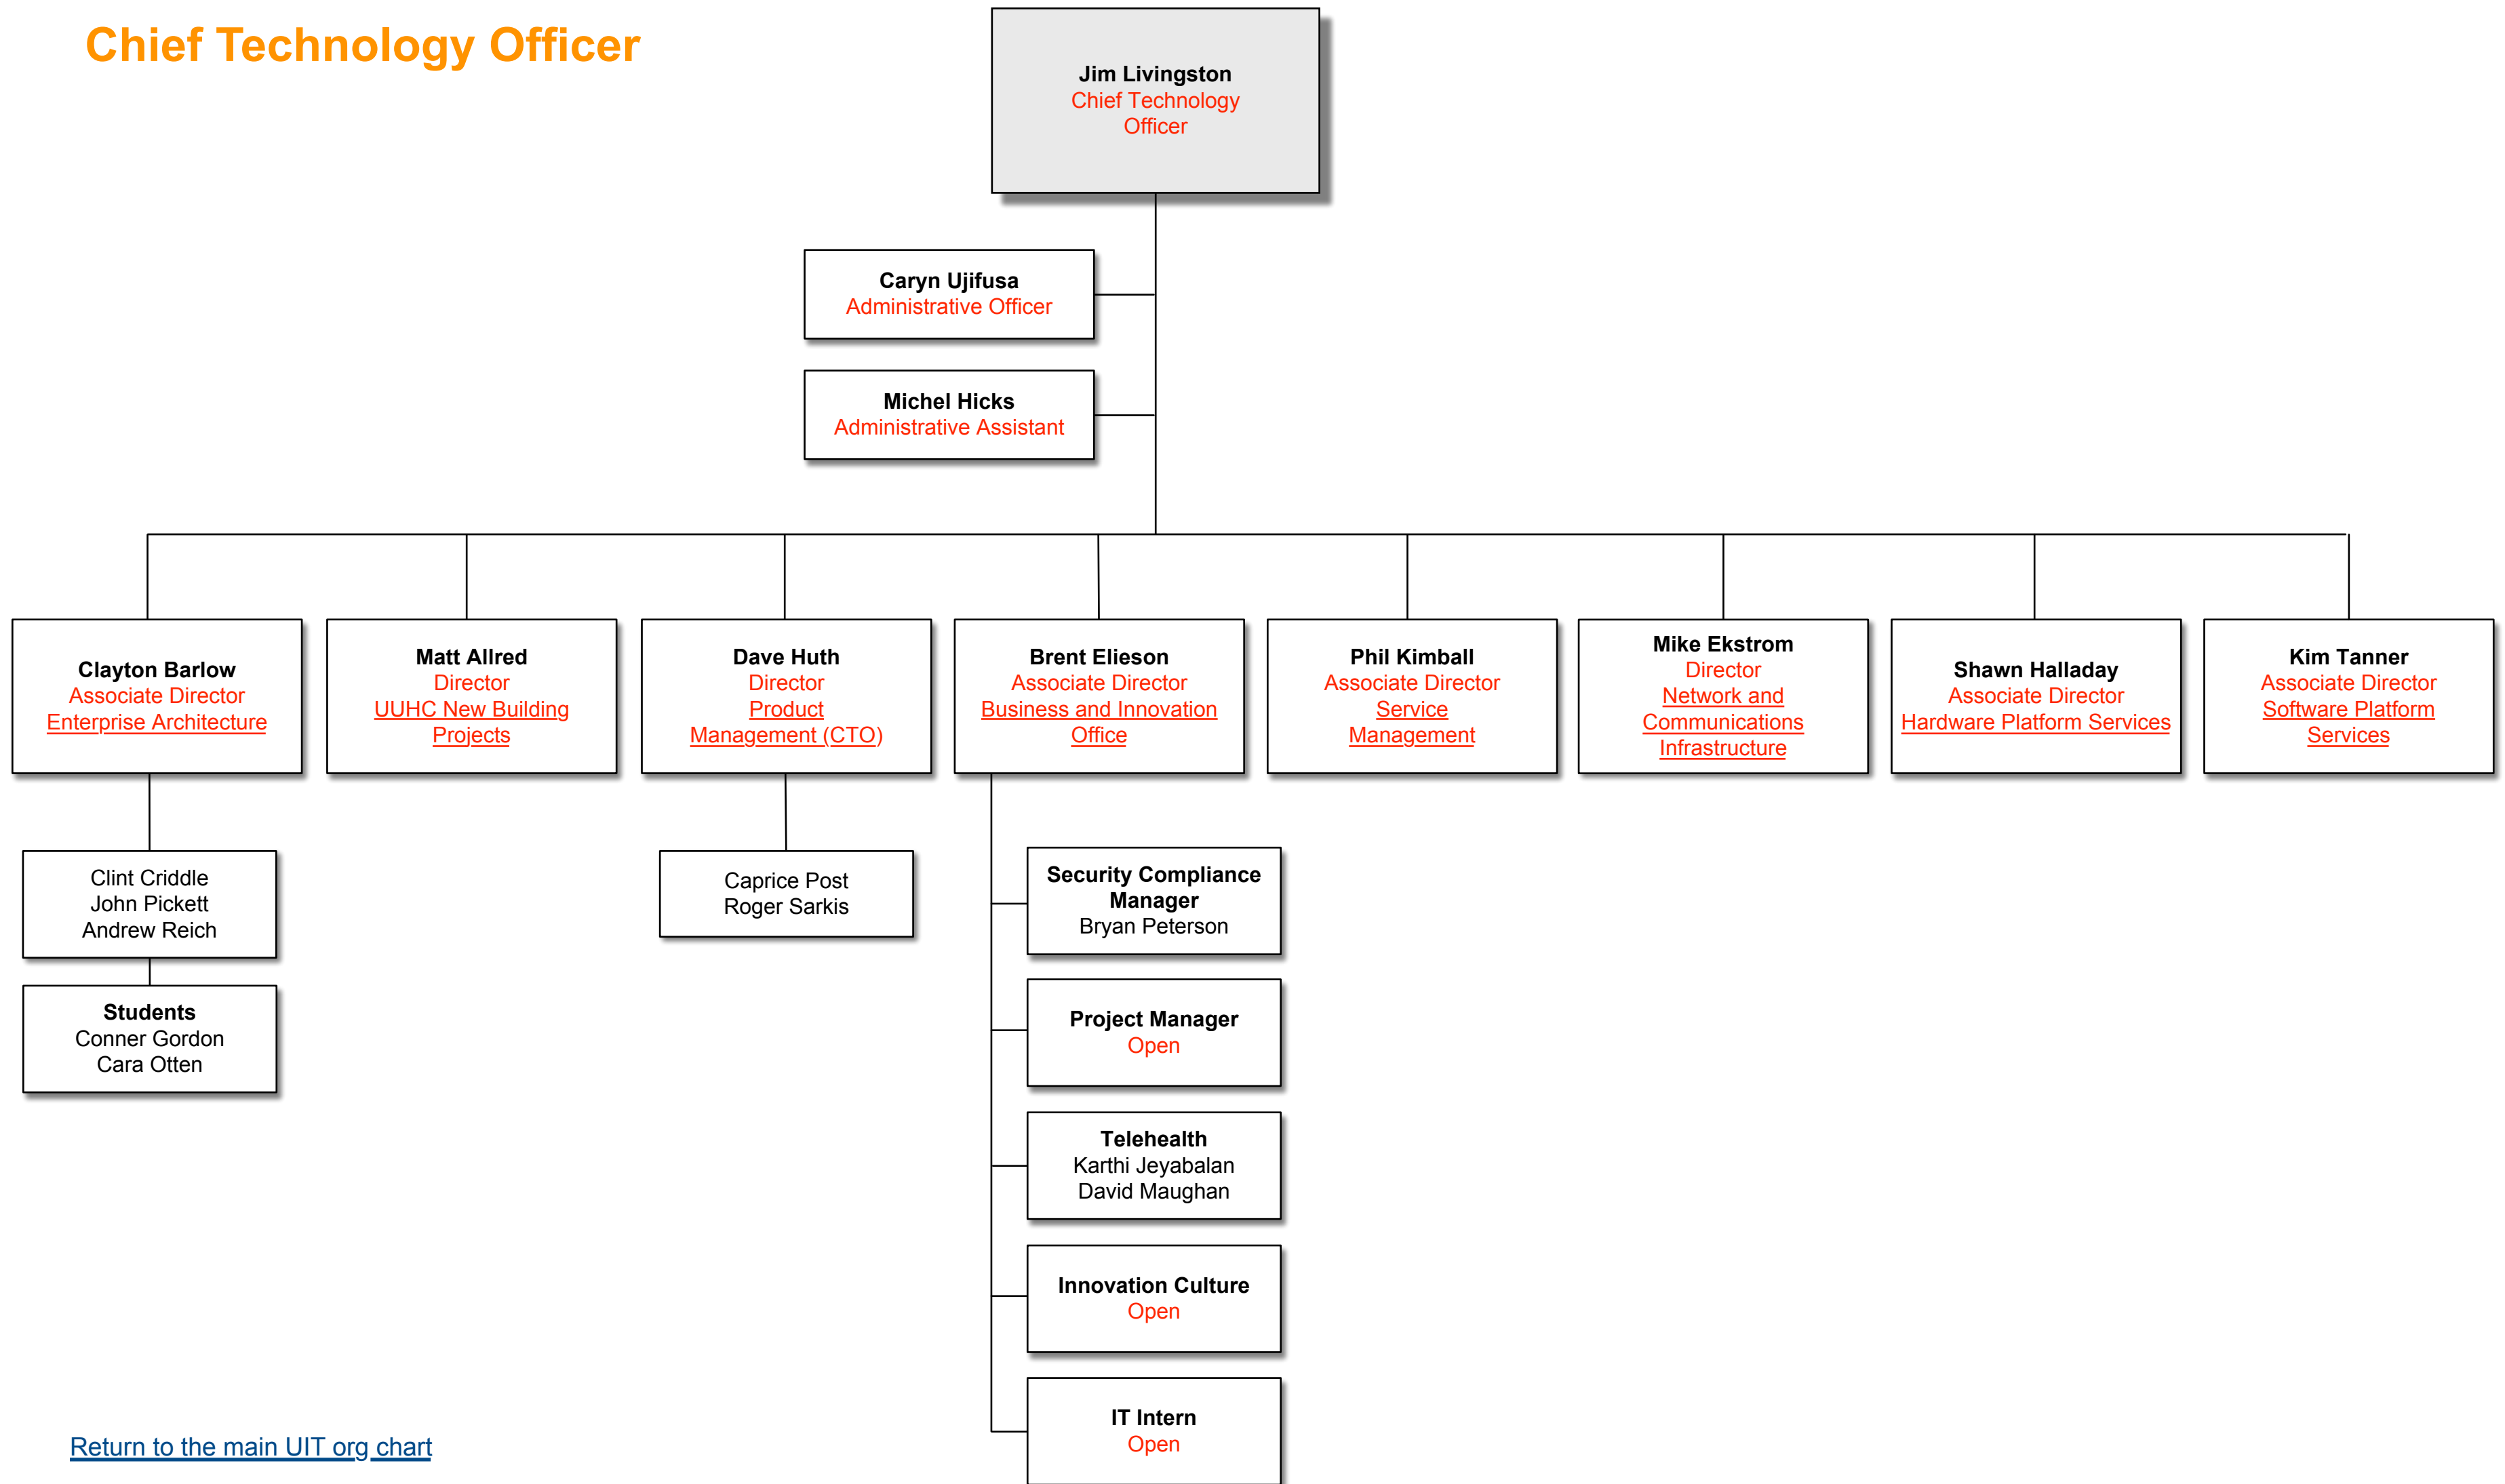 Chief Technology Officer
Jim Livingston
Chief Technology
Officer
Caryn Ujifusa
Administrative Officer
Michel Hicks
Administrative Assistant
Clayton Barlow
Associate Director
Enterprise Architecture
Matt Allred
Director
UUHC New Building
Projects
Dave Huth
Director
Product
Management (CTO)
Brent Elieson
Associate Director
Business and Innovation
Office
Phil Kimball
Associate Director
Service
Management
Mike Ekstrom
Director
Network and
Communications
Infrastructure
Shawn Halladay
Associate Director
Hardware Platform Services
Kim Tanner
Associate Director
Software Platform
Services
Clint Criddle
John Pickett
Andrew Reich
Students
Conner Gordon
Cara Otten
Caprice Post
Roger Sarkis
Security Compliance
Manager
Bryan Peterson
Project Manager
Open
Telehealth
Karthi Jeyabalan
David Maughan
Innovation Culture
Open
IT Intern
Open
Return to the main UIT org chart